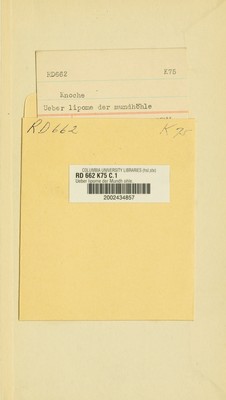 RD662 K75
Knoche
Ueber lipome der mundhöhle
RD662 K75
COLUMBIA UNIVERSITY LIBRARIES (hsl,stx)
RD 662 K75 C.1
Ueber lipome der Mundh ohle.
2002434857